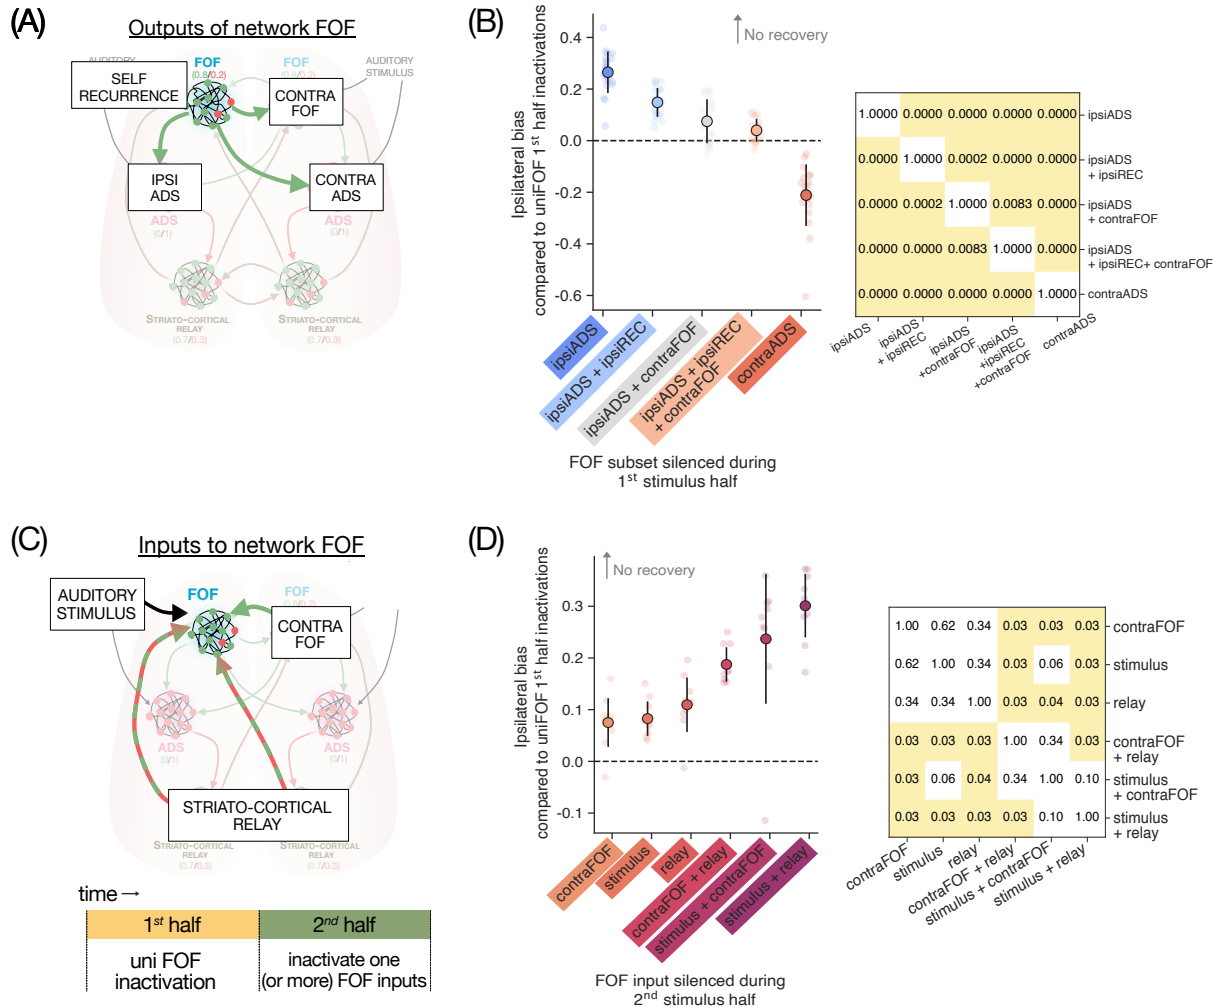 (A)
Outputs of network FOF
AUDITORY
FOF
(0.8/0.2)
FOF
(0.8/0.2)
AUDITORY
STIMULUS
SELF
RECURRENCE
CONTRA
FOF
IPSI
ADS
CONTRA
ADS
ADS
(0/1)
ADS
(0/1)
STRIATO-CORTICAL
RELAY
(0.7/0.3)
STRIATO-CORTICAL
RELAY
(0.7/0.3)
(B)
No recovery
Ipsilateral bias
compared to uniFOF 1st half inactivations
0.4
0.2
0.0
-0.2
-0.4
-0.6
ipsiADS
ipsiADS + ipsiREC
ipsiADS + contraFOF
ipsiADS + ipsiREC
+ contraFOF
contraADS
FOF subset silenced during
1st stimulus half
1.0000 0.0000 0.0000 0.0000 0.0000 ipsiADS
0.0000 1.0000 0.0002 0.0000 0.0000 ipsiADS
+ ipsiREC
0.0000 0.0002 1.0000 0.0083 0.0000 ipsiADS
+ contraFOF
0.0000 0.0000 0.0083 1.0000 0.0000 ipsiADS
+ ipsiREC+ contraFOF
0.0000 0.0000 0.0000 0.0000 1.0000 contraADS
ipsiADS
ipsiADS
+ ipsiREC
ipsiADS
+contraFOF
ipsiADS
+ipsiREC
+contraFOF
contraADS
(C)
Inputs to network FOF
AUDITORY
STIMULUS
FOF
FOF
(0.8/0.2)
CONTRA
FOF
ADS
(0/1)
ADS
(0/1)
STRIATO-CORTICAL
RELAY
STRIATO-CORTICAL
RELAY
(0.7/0.3)
STRIATO-CORTICAL
RELAY
(0.7/0.3)
time →
1st half
2nd half
uni FOF
inactivation
inactivate one
(or more) FOF inputs
(D)
No recovery
Ipsilateral bias
compared to uniFOF 1st half inactivations
0.3
0.2
0.1
0.0
-0.1
contraFOF
stimulus
relay
contraFOF + relay
stimulus + contraFOF
stimulus + relay
FOF input silenced during
2nd stimulus half
1.00 0.62 0.34 0.03 0.03 0.03 contraFOF
0.62 1.00 0.34 0.03 0.06 0.03 stimulus
0.34 0.34 1.00 0.03 0.04 0.03 relay
0.03 0.03 0.03 1.00 0.34 0.03 contraFOF
+ relay
0.03 0.06 0.04 0.34 1.00 0.10 stimulus
+ contraFOF
0.03 0.03 0.03 0.03 0.10 1.00 stimulus
+ relay
contraFOF
stimulus
relay
contraFOF + relay
stimulus + contraFOF
stimulus + relay